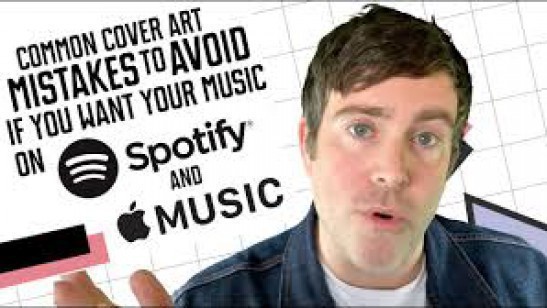 COMMON COVER ART
MISTAKES TO AVOID
IF YOU WANT YOUR MUSIC
ON Spotify®
AND
MUSIC